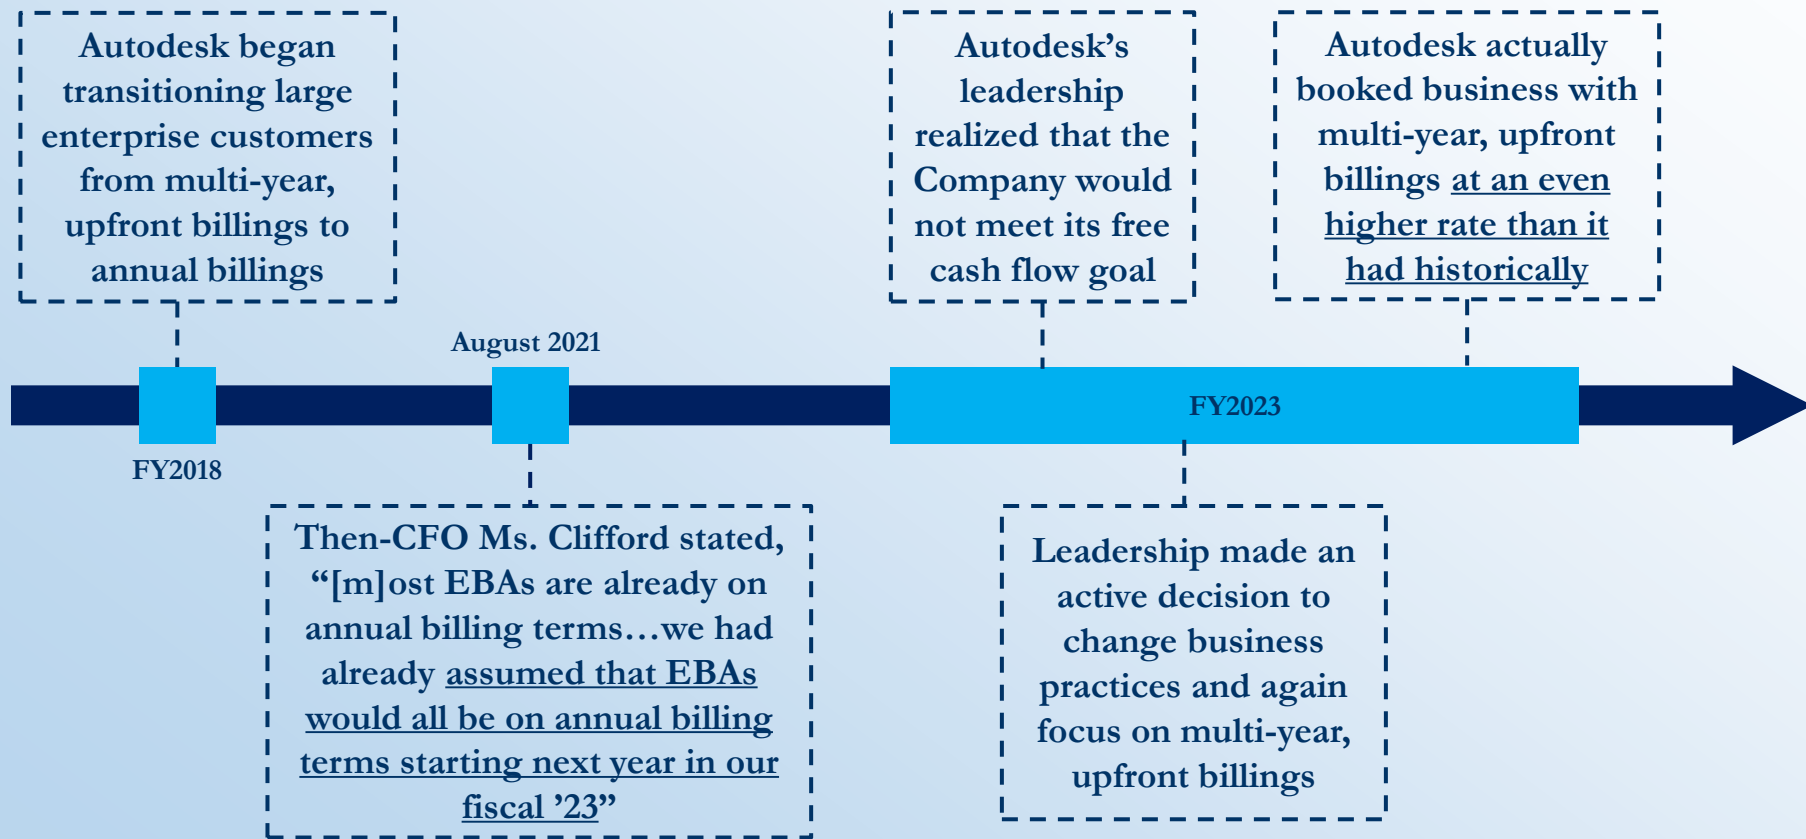 Autodesk began
transitioning large
enterprise customers
from multi-year,
upfront billings to
annual billings
Autodesk’s
leadership
realized that the
Company would
not meet its free
cash flow goal
Autodesk actually
booked business with
multi-year, upfront
billings at an even
higher rate than it
had historically
August 2021
FY2023
FY2018
Then-CFO Ms. Clifford stated,
“[m]ost EBAs are already on
annual billing terms…we had
already assumed that EBAs
would all be on annual billing
terms starting next year in our
fiscal ’23”
Leadership made an
active decision to
change business
practices and again
focus on multi-year,
upfront billings